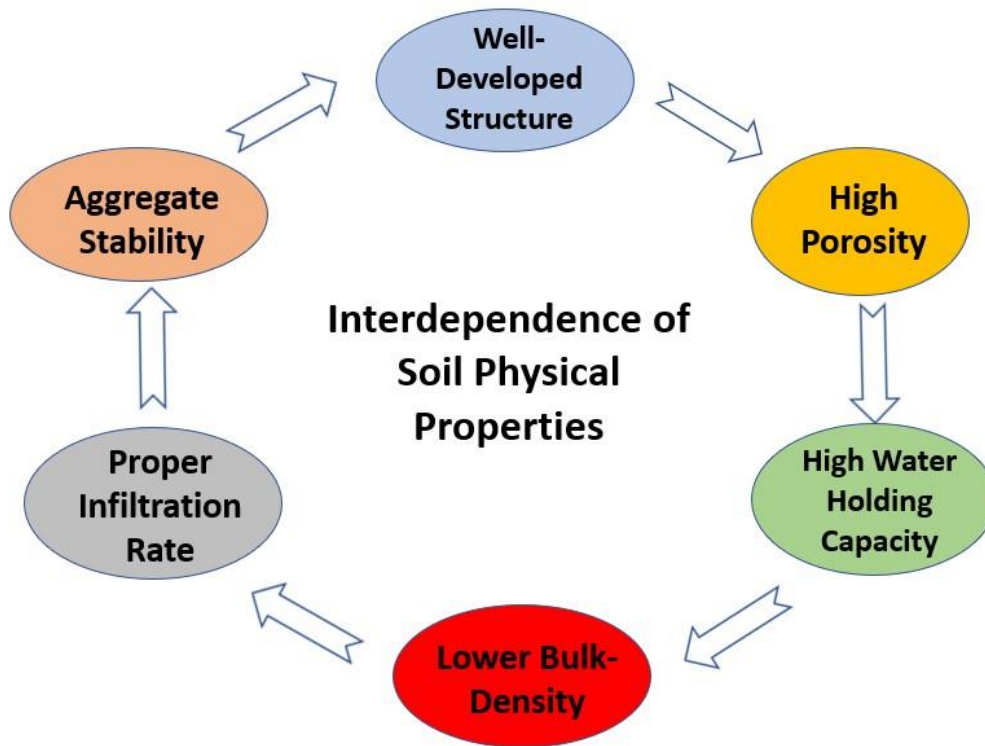 Well-
Developed
Structure
High
Porosity
High Water
Holding
Capacity
Lower Bulk-
Density
Proper
Infiltration
Rate
Aggregate
Stability
Interdependence of
Soil Physical
Properties